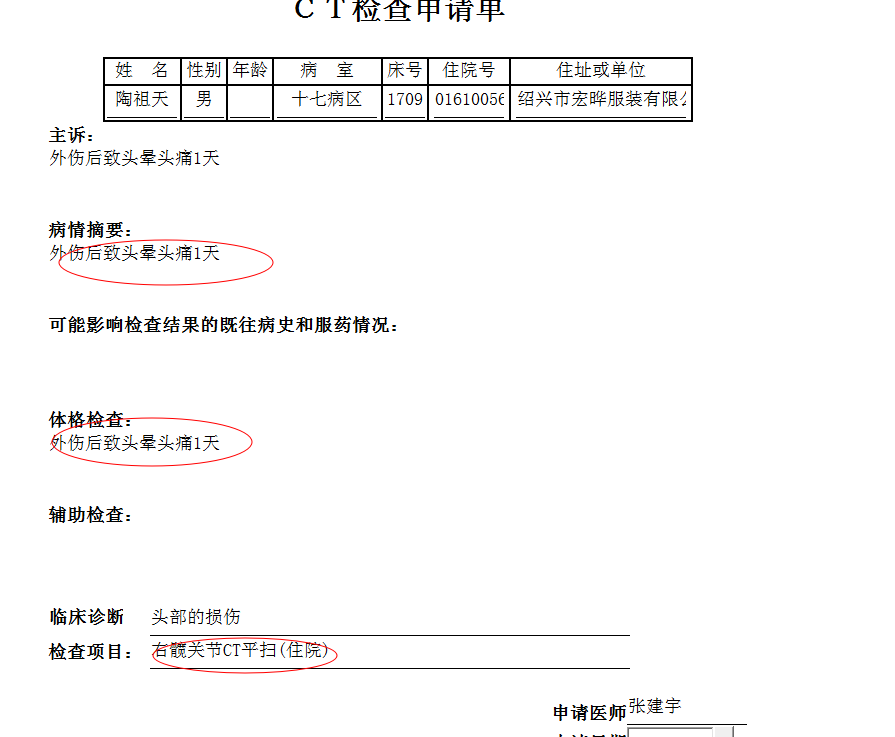 ＣＴ检查申请单
姓 名 性别 年龄 病 室 床号 住院号 住址或单位
陶祖天 男 十七病区 1709 01610056 绍兴市宏晔服装有限公
主诉：
外伤后致头晕头痛1天
病情摘要：
外伤后致头晕头痛1天
可能影响检查结果的既往病史和服药情况：
体格检查：
外伤后致头晕头痛1天
辅助检查：
临床诊断 头部的损伤
检查项目： 右髋关节CT平扫(住院)
申请医师 张建宇